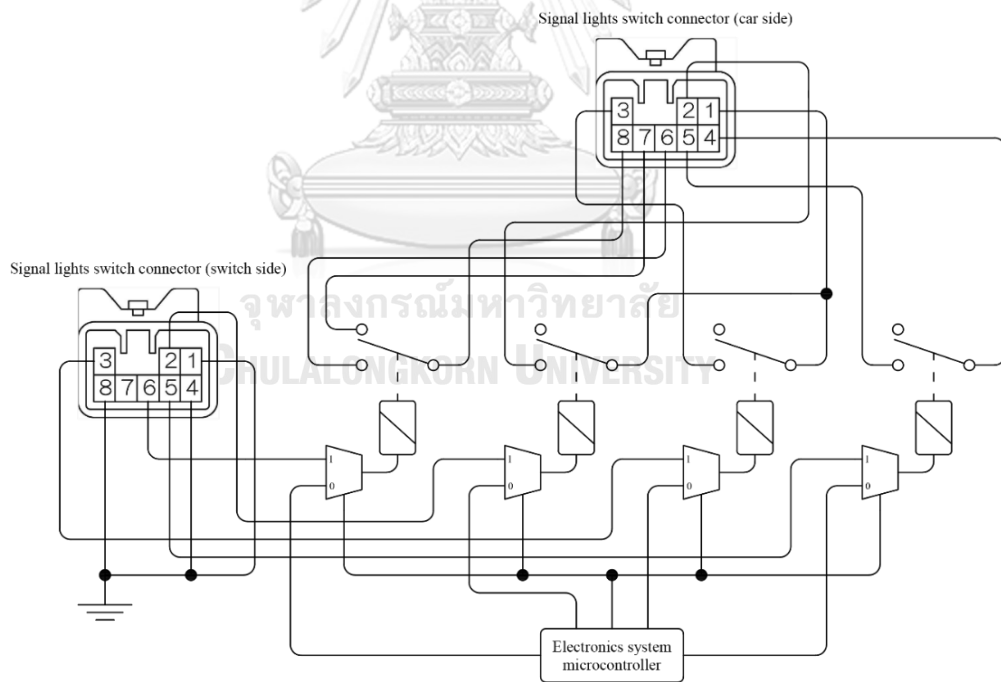 Signal lights switch connector (car side)
3 2 1
8 7 6 5 4
Signal lights switch connector (switch side)
จุฬาลงกรณ์มหาวิทยาลัย
CHULALONGKORN UNIVERSITY
3 2 1
8 7 6 5 4
1 1 1 1
0 0 0 0
Electronics system
microcontroller